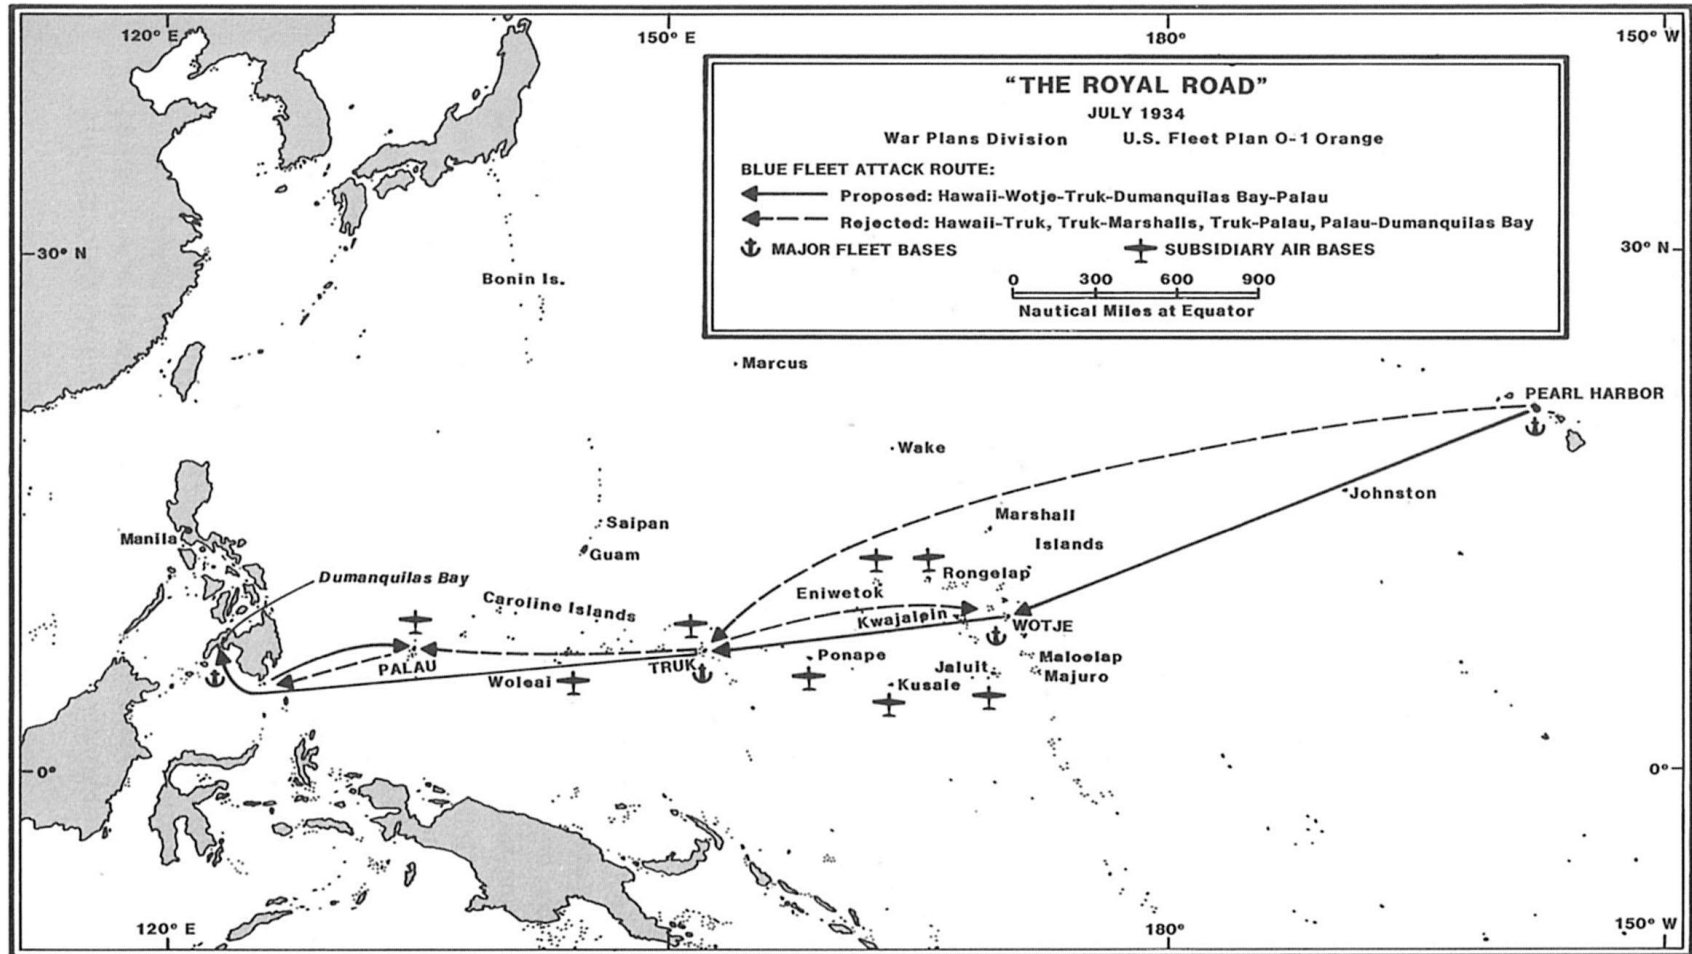 120° E
150° E
180°
150° W
"THE ROYAL ROAD"
JULY 1934
War Plans Division U.S. Fleet Plan O-1 Orange
BLUE FLEET ATTACK ROUTE:
Proposed: Hawaii-Wotje-Truk-Dumanquilas Bay-Palau
Rejected: Hawaii-Truk, Truk-Marshalls, Truk-Palau, Palau-Dumanquilas Bay
MAJOR FLEET BASES
SUBSIDIARY AIR BASES
0 300 600 900
Nautical Miles at Equator
30° N
30° N
Bonin Is.
Marcus
PEARL HARBOR
Wake
Johnston
Saipan
Marshall
Islands
Manila
Guam
Dumanquilas Bay
Rongelap
Eniwetok
Caroline Islands
Kwajalein
WOTJE
PALAU
TRUK
Ponape
Maloelap
Jaluit
Majuro
Woleai
Kusale
0°
0°
120° E
180°
150° W